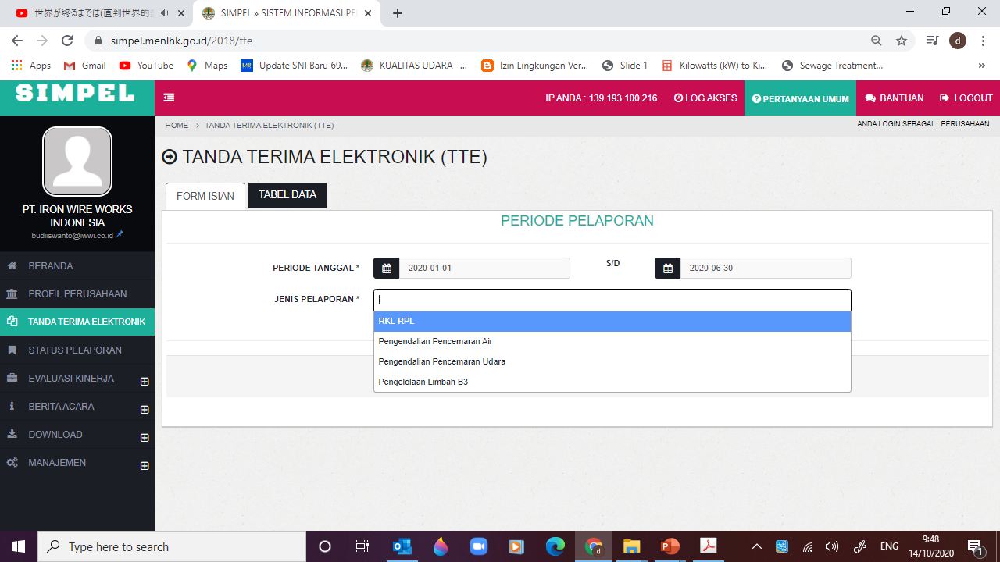 世界が终るまでは(直到世界的
SIMPEL » SISTEM INFORMASI PE
simpel.menlhk.go.id/2018/tte
d
Apps
Gmail
YouTube
Maps
Update SNI Baru 69...
KUALITAS UDARA –...
Izin Lingkungan Ver...
Slide 1
Kilowatts (kW) to Ki...
Sewage Treatment...
»
SIMPEL
IP ANDA : 139.193.100.216
LOG AKSES
PERTANYAAN UMUM
BANTUAN
LOGOUT
HOME > TANDA TERIMA ELEKTRONIK (TTE)
ANDA LOGIN SEBAGAI : PERUSAHAAN
PT. IRON WIRE WORKS
INDONESIA
budiiswanto@iwwi.co.id
BERANDA
PROFIL PERUSAHAAN
TANDA TERIMA ELEKTRONIK
STATUS PELAPORAN
EVALUASI KINERJA
BERITA ACARA
DOWNLOAD
MANAJEMEN
TANDA TERIMA ELEKTRONIK (TTE)
FORM ISIAN
TABEL DATA
PERIODE PELAPORAN
PERIODE TANGGAL *
2020-01-01
S/D
2020-06-30
JENIS PELAPORAN *
RKL-RPL
Pengendalian Pencemaran Air
Pengendalian Pencemaran Udara
Pengelolaan Limbah B3
Type here to search
ENG
9:48
14/10/2020
1